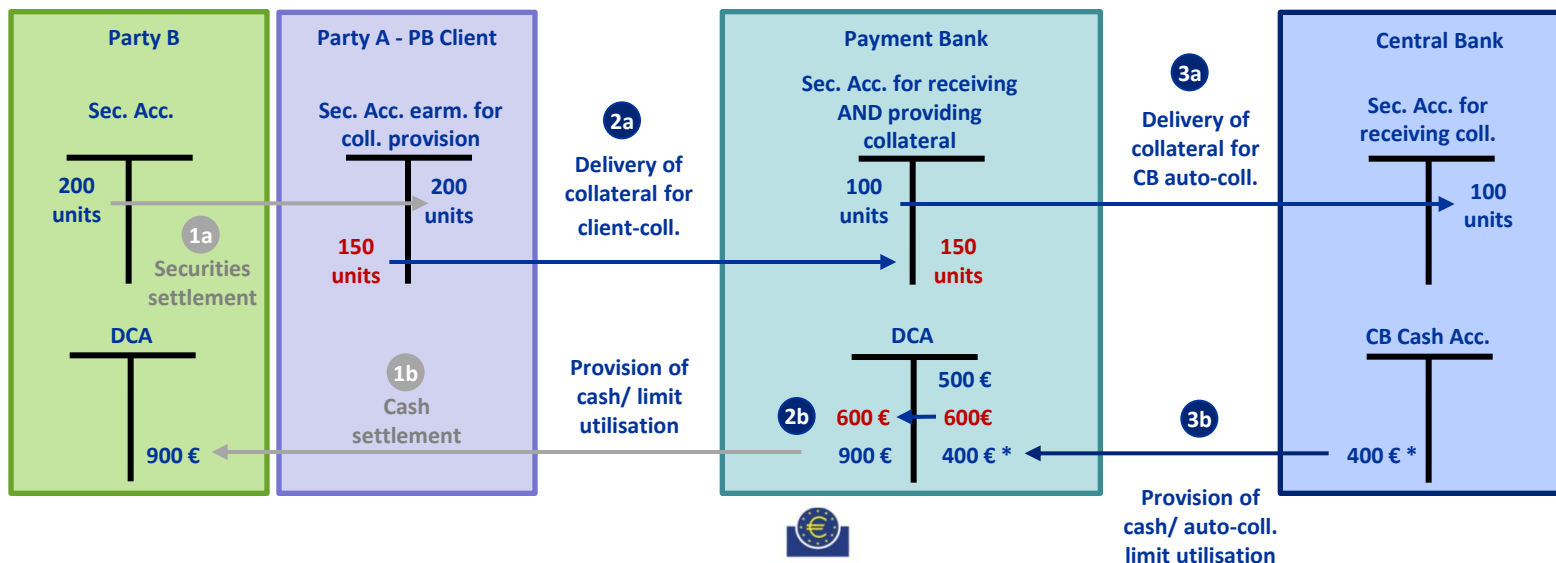 Party B
Sec. Acc.
200
units
1a
Securities
settlement
DCA
900 €
Party A - PB Client
Sec. Acc. earm. for
coll. provision
200
units
150
units
1b
Cash
settlement
2a
Delivery of
collateral for
client-coll.
Provision of
cash/ limit
utilisation
2b
Payment Bank
Sec. Acc. for receiving
AND providing
collateral
100
units
150
units
DCA
500 €
600 €
600€
900 €
400 € *
3a
Delivery of
collateral for
CB auto-coll.
3b
Provision of
cash/ auto-coll.
limit utilisation
Central Bank
Sec. Acc. for
receiving coll.
100
units
CB Cash Acc.
400 € *
€